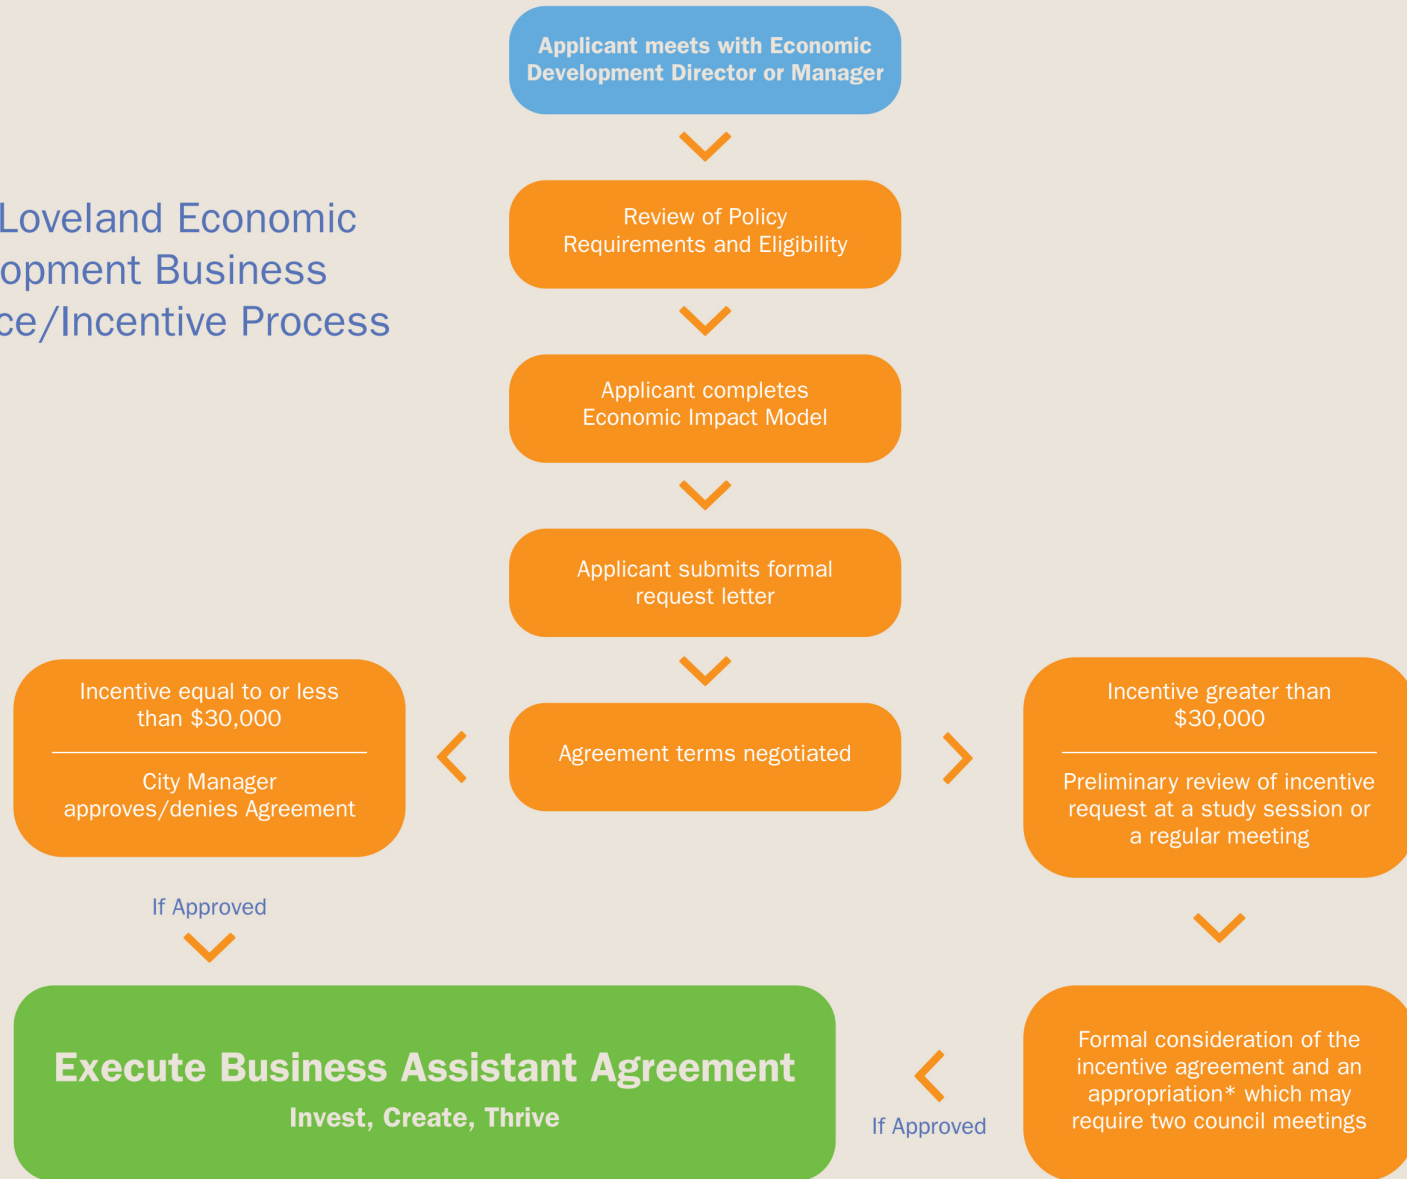 Applicant meets with Economic
Development Director or Manager
Loveland Economic
Business
Process
Review of Policy
Requirements and Eligibility
Applicant completes
Economic Impact Model
Applicant submits formal
request letter
Agreement terms negotiated
Incentive equal to or less
than $30,000
City Manager
approves/denies Agreement
If Approved
Incentive greater than
$30,000
Preliminary review of incentive
request at a study session or
a regular meeting
Formal consideration of the
incentive agreement and an
appropriation* which may
require two council meetings
If Approved
Execute Business Assistant Agreement
Invest, Create, Thrive